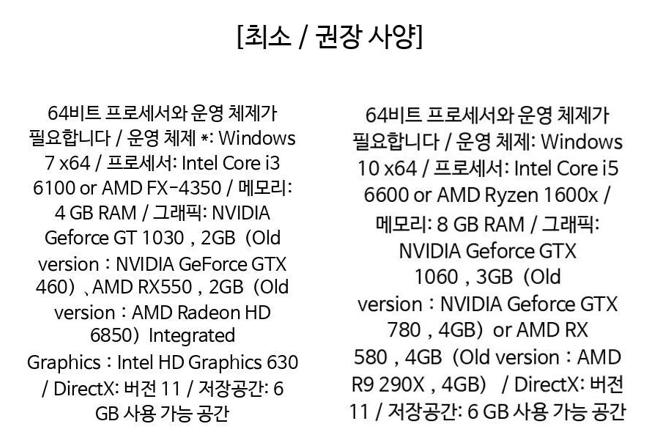 [최소 / 권장 사양]
64비트 프로세서와 운영 체제가
필요합니다 / 운영 체제 *: Windows
7 x64 / 프로세서: Intel Core i3
6100 or AMD FX-4350 / 메모리:
4 GB RAM / 그래픽: NVIDIA
Geforce GT 1030 , 2GB (Old
version : NVIDIA GeForce GTX
460) 、AMD RX550 , 2GB (Old
version : AMD Radeon HD
6850) Integrated
Graphics : Intel HD Graphics 630
/ DirectX: 버전 11 / 저장공간: 6
GB 사용 가능 공간
64비트 프로세서와 운영 체제가
필요합니다 / 운영 체제: Windows
10 x64 / 프로세서: Intel Core i5
6600 or AMD Ryzen 1600x /
메모리: 8 GB RAM / 그래픽:
NVIDIA Geforce GTX
1060 , 3GB (Old
version : NVIDIA Geforce GTX
780 , 4GB) or AMD RX
580 , 4GB (Old version : AMD
R9 290X , 4GB) / DirectX: 버전
11 / 저장공간: 6 GB 사용 가능 공간